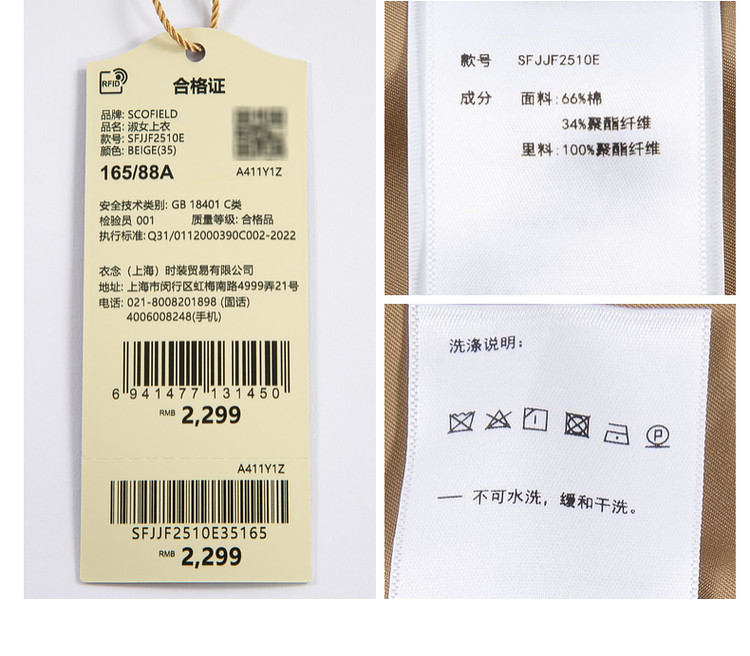 RFID
合格证
品牌: SCOFIELD
品名: 淑女上衣
款号: SFJJF2510E
颜色: BEIGE(35)
165/88A
A411Y1Z
安全技术类别: GB 18401 C类
检验员 001 质量等级: 合格品
执行标准: Q31/0112000390C002-2022
衣念（上海）时装贸易有限公司
地址: 上海市闵行区虹梅南路4999弄21号
电话: 021-8008201898 (固话)
4006008248(手机)
6 941477 131450
RMB 2,299
A411Y1Z
SFJJF2510E35165
RMB 2,299
款号 SFJJF2510E
成分 面料:66%棉
34%聚酯纤维
里料:100%聚酯纤维
洗涤说明:
P
—— 不可水洗，缓和干洗。